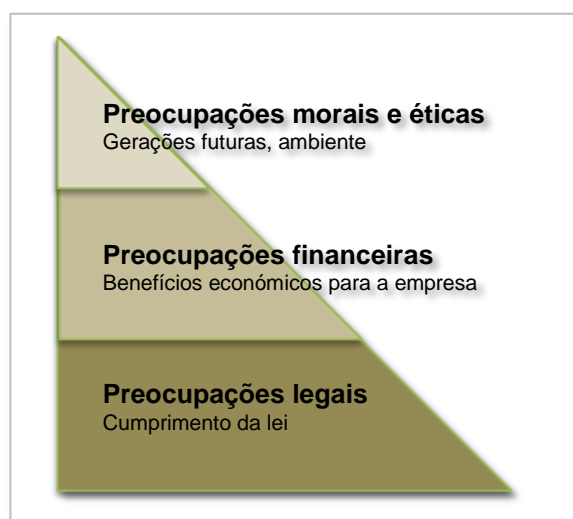 Preocupações morais e éticas
Gerações futuras, ambiente
Preocupações financeiras
Benefícios económicos para a empresa
Preocupações legais
Cumprimento da lei